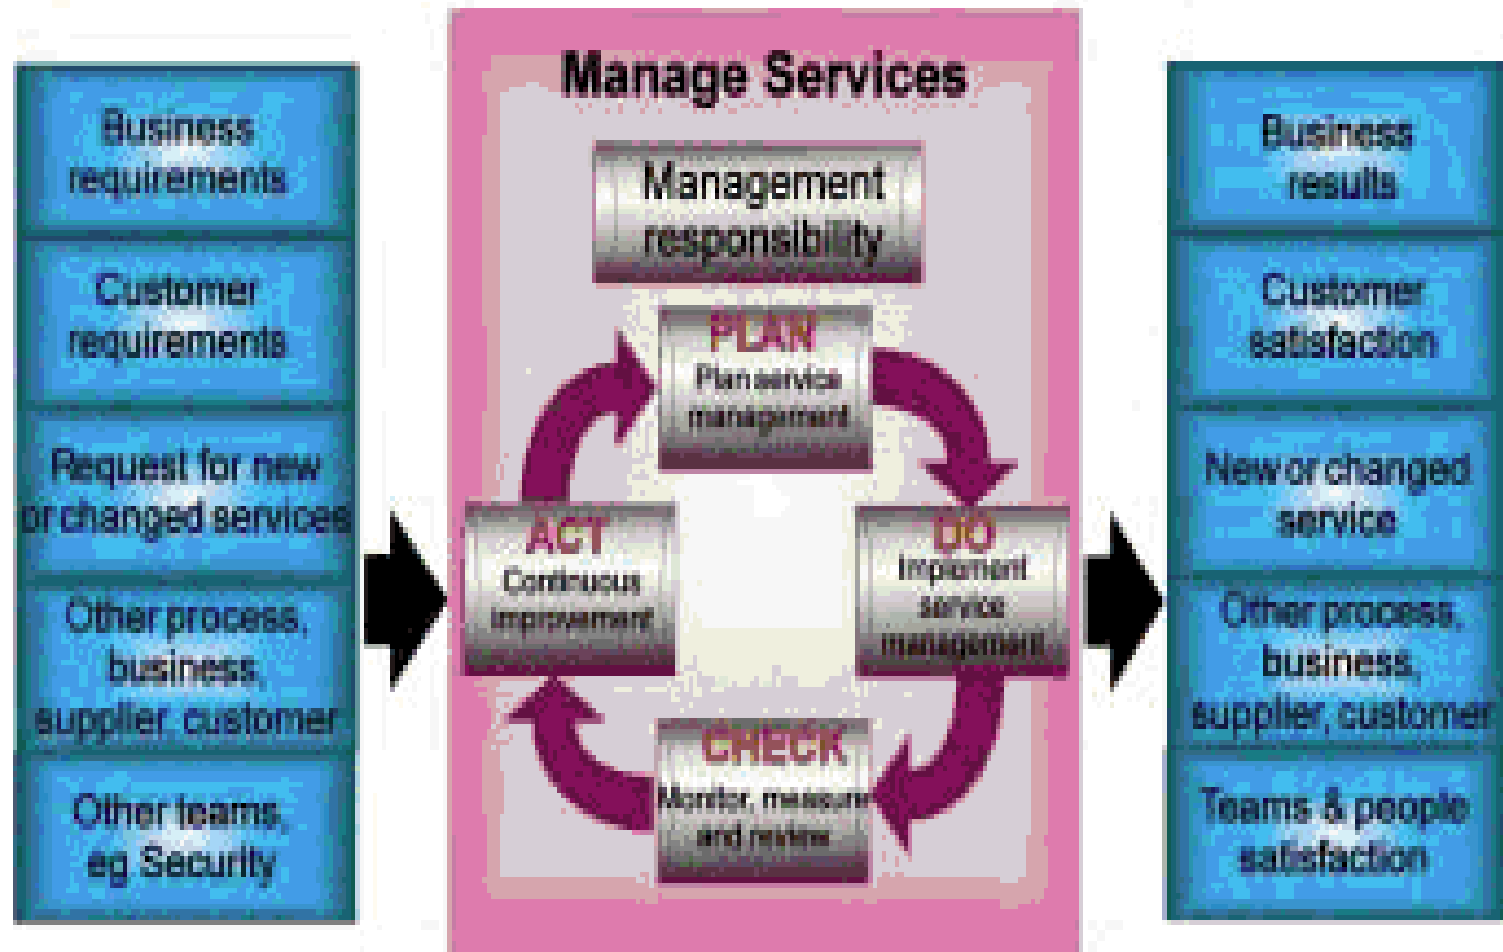 Business
requirements
Customer
requirements
Request for new
or changed services
Other process,
business,
supplier, customer
Other teams,
eg Security
Manage Services
Management
responsibility
PLAN
Plan service
management
ACT
Continuous
improvement
DO
Implement
service
management
CHECK
Monitor, measure
and review
Business
results
Customer
satisfaction
New or changed
service
Other process,
business,
supplier, customer
Teams & people
satisfaction